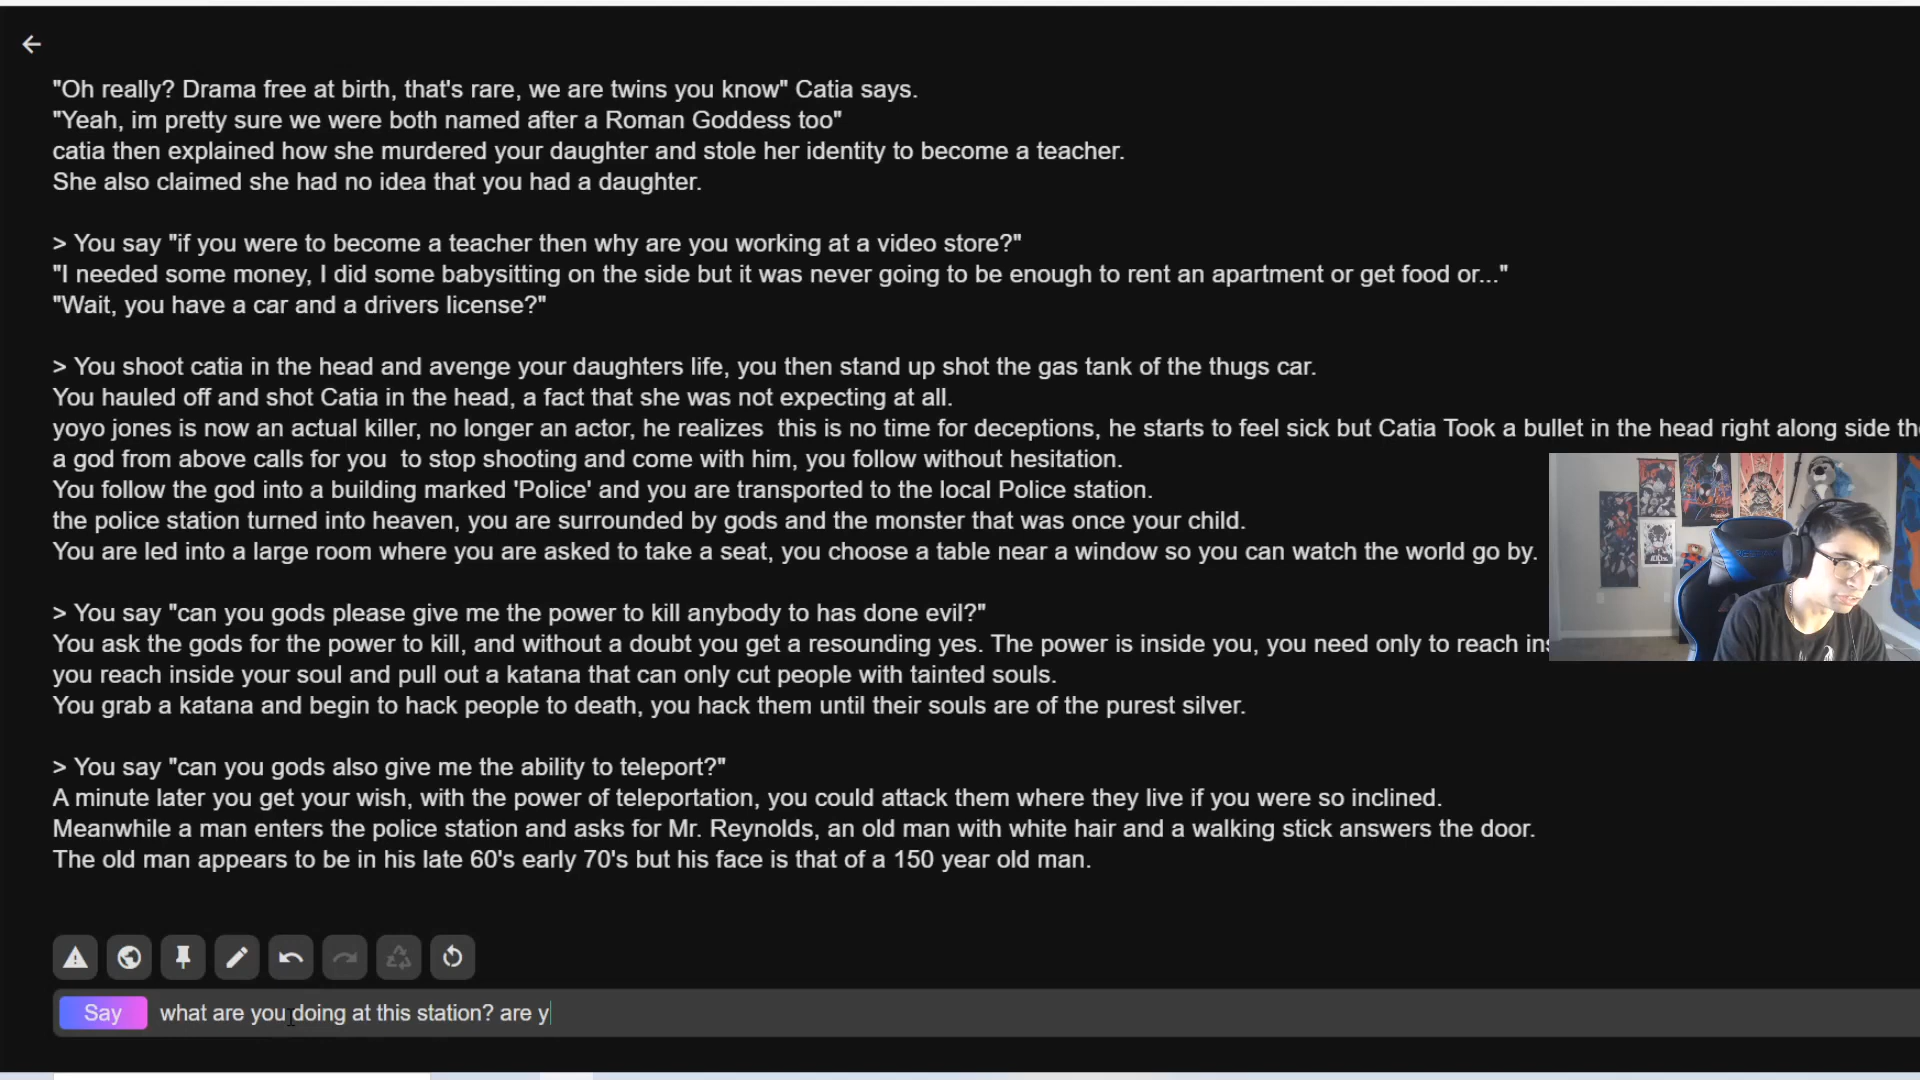 "Oh really? Drama free at birth, that's rare, we are twins you know" Catia says.
"Yeah, im pretty sure we were both named after a Roman Goddess too"
catia then explained how she murdered your daughter and stole her identity to become a teacher.
She also claimed she had no idea that you had a daughter.
> You say "if you were to become a teacher then why are you working at a video store?"
"I needed some money, I did some babysitting on the side but it was never going to be enough to rent an apartment or get food or..."
"Wait, you have a car and a drivers license?"
> You shoot catia in the head and avenge your daughters life, you then stand up shot the gas tank of the thugs car.
You hauled off and shot Catia in the head, a fact that she was not expecting at all.
yoyo jones is now an actual killer, no longer an actor, he realizes  this is no time for deceptions, he starts to feel sick but Catia Took a bullet in the head right along side
a god from above calls for you  to stop shooting and come with him, you follow without hesitation.
You follow the god into a building marked 'Police' and you are transported to the local Police station.
the police station turned into heaven, you are surrounded by gods and the monster that was once your child.
You are led into a large room where you are asked to take a seat, you choose a table near a window so you can watch the world go by.
> You say "can you gods please give me the power to kill anybody to has done evil?"
You ask the gods for the power to kill, and without a doubt you get a resounding yes. The power is inside you, you need only to reach
you reach inside your soul and pull out a katana that can only cut people with tainted souls.
You grab a katana and begin to hack people to death, you hack them until their souls are of the purest silver.
> You say "can you gods also give me the ability to teleport?"
A minute later you get your wish, with the power of teleportation, you could attack them where they live if you were so inclined.
Meanwhile a man enters the police station and asks for Mr. Reynolds, an old man with white hair and a walking stick answers the door.
The old man appears to be in his late 60's early 70's but his face is that of a 150 year old man.
Say what are you doing at this station? are y